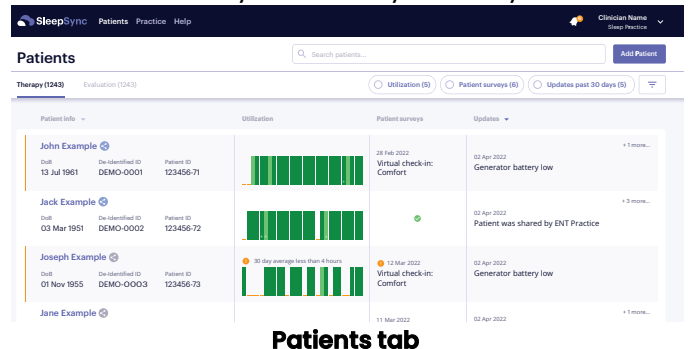 SleepSync Patients Practice Help Clinician Name
Sleep Practice
Patients Search patients... Add Patient
Therapy (1243) Evaluation (1243) Utilization (5) Patient surveys (6) Updates past 30 days (5)
Patient info Utilization Patient surveys Updates
John Example + 1 more...
28 Feb 2022
DoB De-Identified ID Patient ID Virtual check-in: 02 Apr 2022
13 Jul 1961 DEMO-0001 123456-71 Comfort Generator battery low
Jack Example + 3 more...
DoB De-Identified ID Patient ID 02 Apr 2022
03 Mar 1951 DEMO-0002 123456-72 Patient was shared by ENT Practice
Joseph Example 30 day average less than 4 hours 12 Mar 2022 02 Apr 2022
DoB De-Identified ID Patient ID Virtual check-in: Generator battery low
01 Nov 1955 DEMO-0003 123456-73 Comfort
Jane Example 11 Mar 2022 02 Apr 2022 + 1 more...
Patients tab